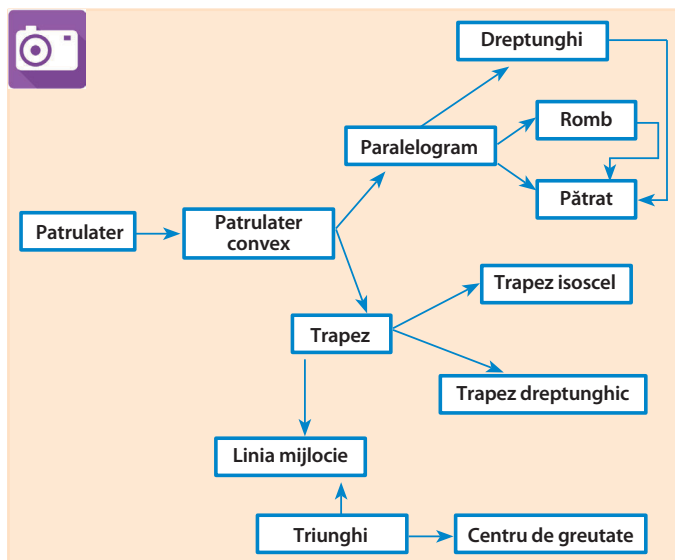 Dreptunghi
Romb
Paralelogram
Pătrat
Patrulater
Patrulater
convex
Trapez isoscel
Trapez
Trapez dreptunghic
Linia mijlocie
Triunghi
Centru de greutate